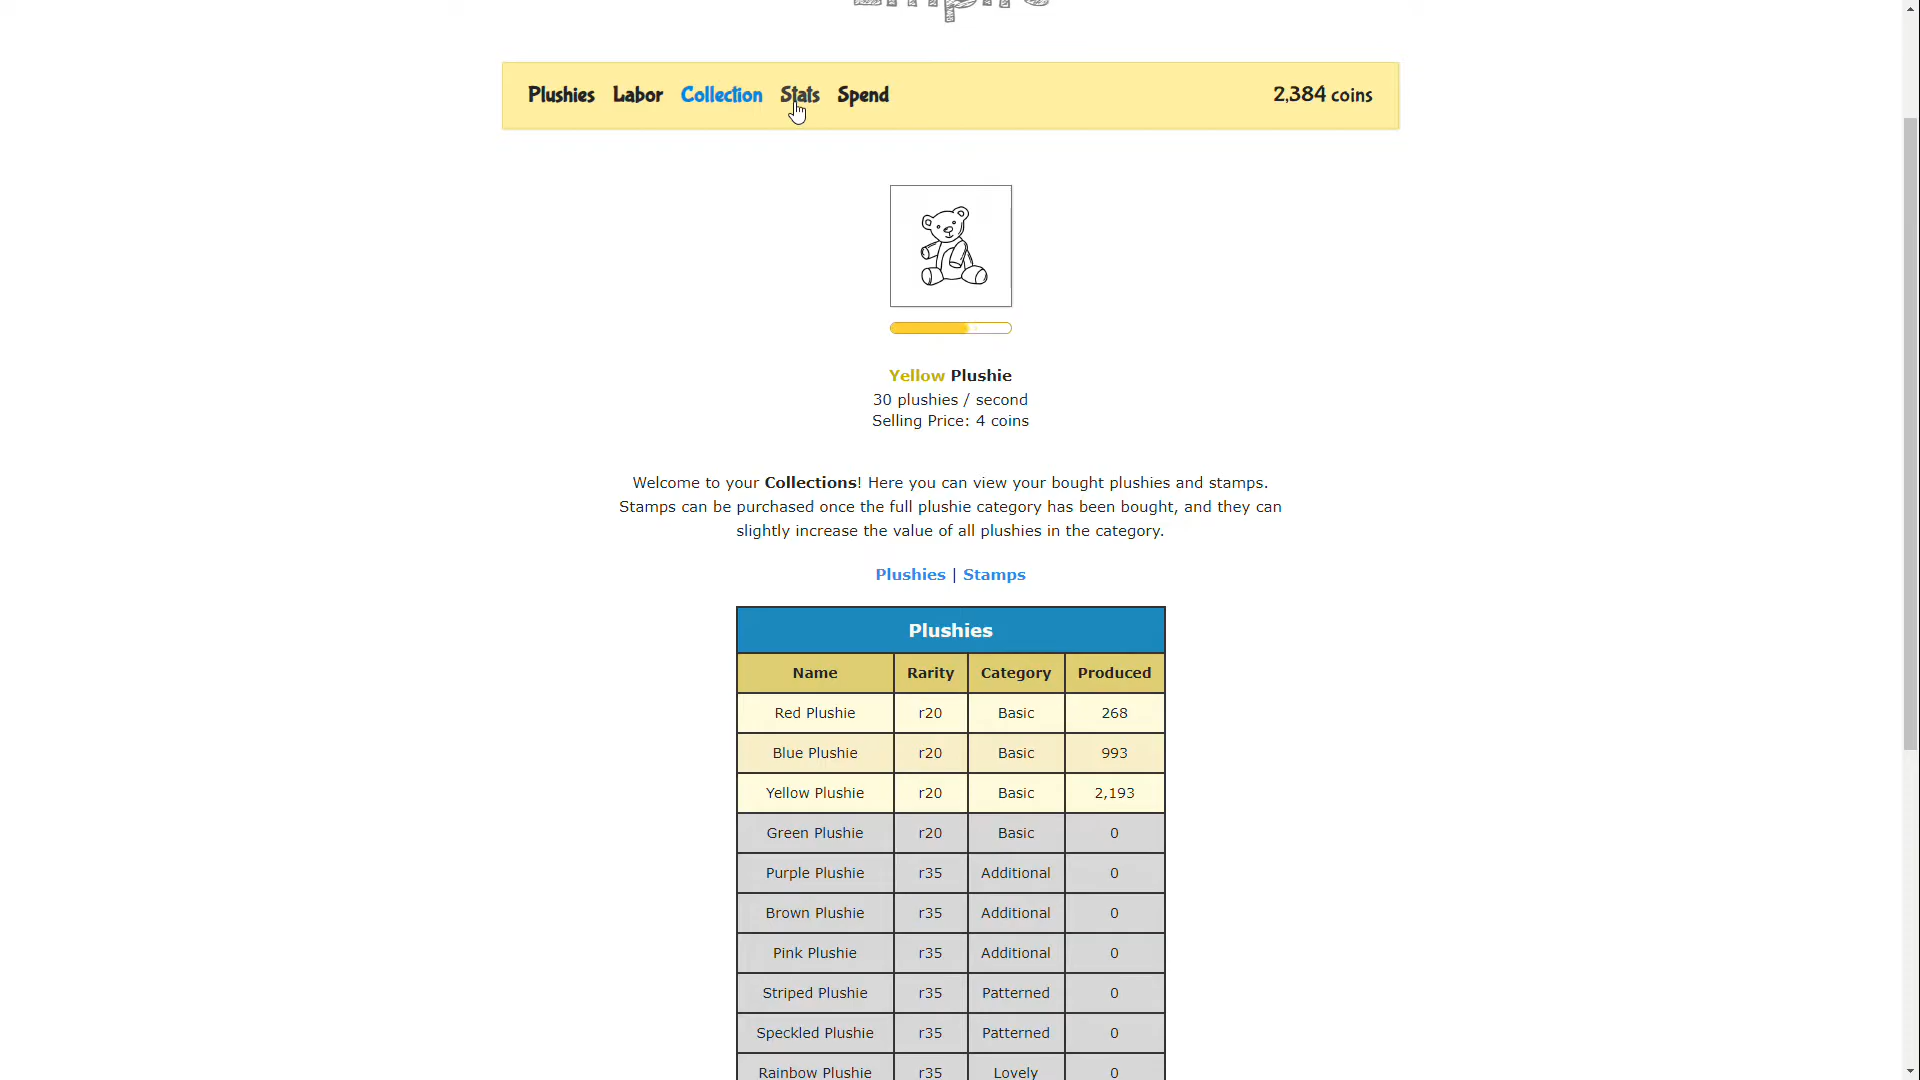 Plushies Labor Collection Stats Spend 2,384 coins
Yellow Plushie
30 plushies / second
Selling Price: 4 coins
Welcome to your Collections! Here you can view your bought plushies and stamps.
Stamps can be purchased once the full plushie category has been bought, and they can
slightly increase the value of all plushies in the category.
Plushies | Stamps
Plushies
Name Rarity Category Produced
Red Plushie r20 Basic 268
Blue Plushie r20 Basic 993
Yellow Plushie r20 Basic 2,193
Green Plushie r20 Basic 0
Purple Plushie r35 Additional 0
Brown Plushie r35 Additional 0
Pink Plushie r35 Additional 0
Striped Plushie r35 Patterned 0
Speckled Plushie r35 Patterned 0
Rainbow Plushie r35 Lovely 0